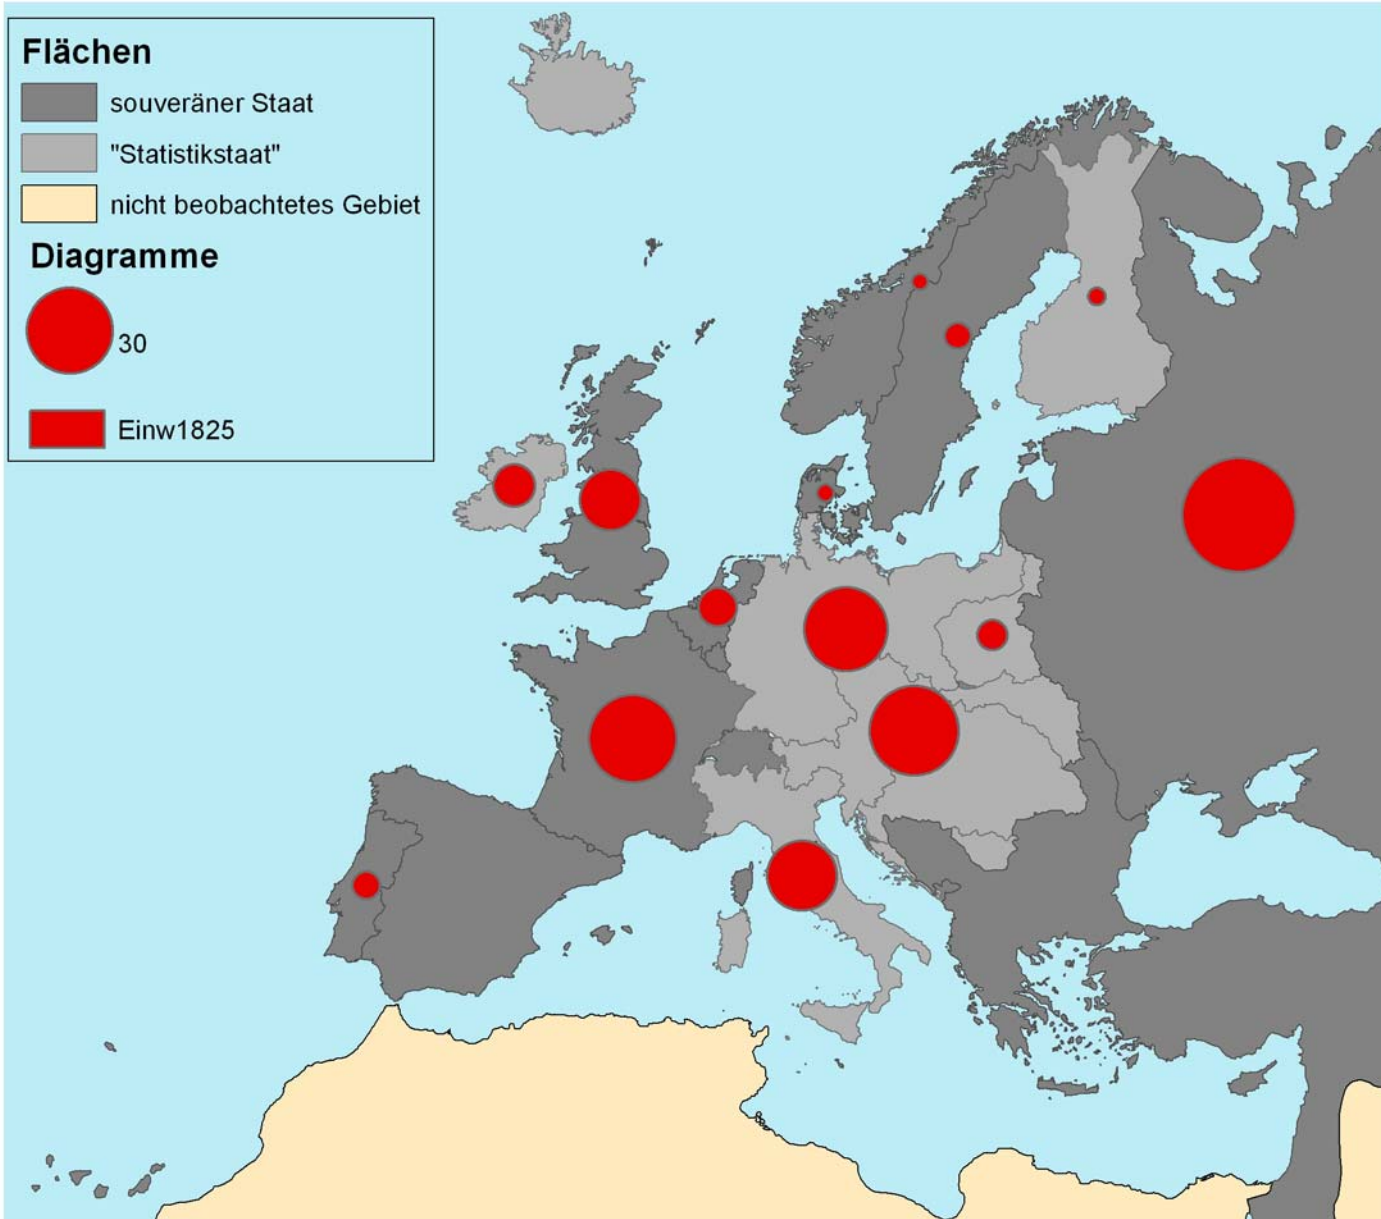 Flächen
souveräner Staat
"Statistikstaat"
nicht beobachtetes Gebiet
Diagramme
30
Einw1825